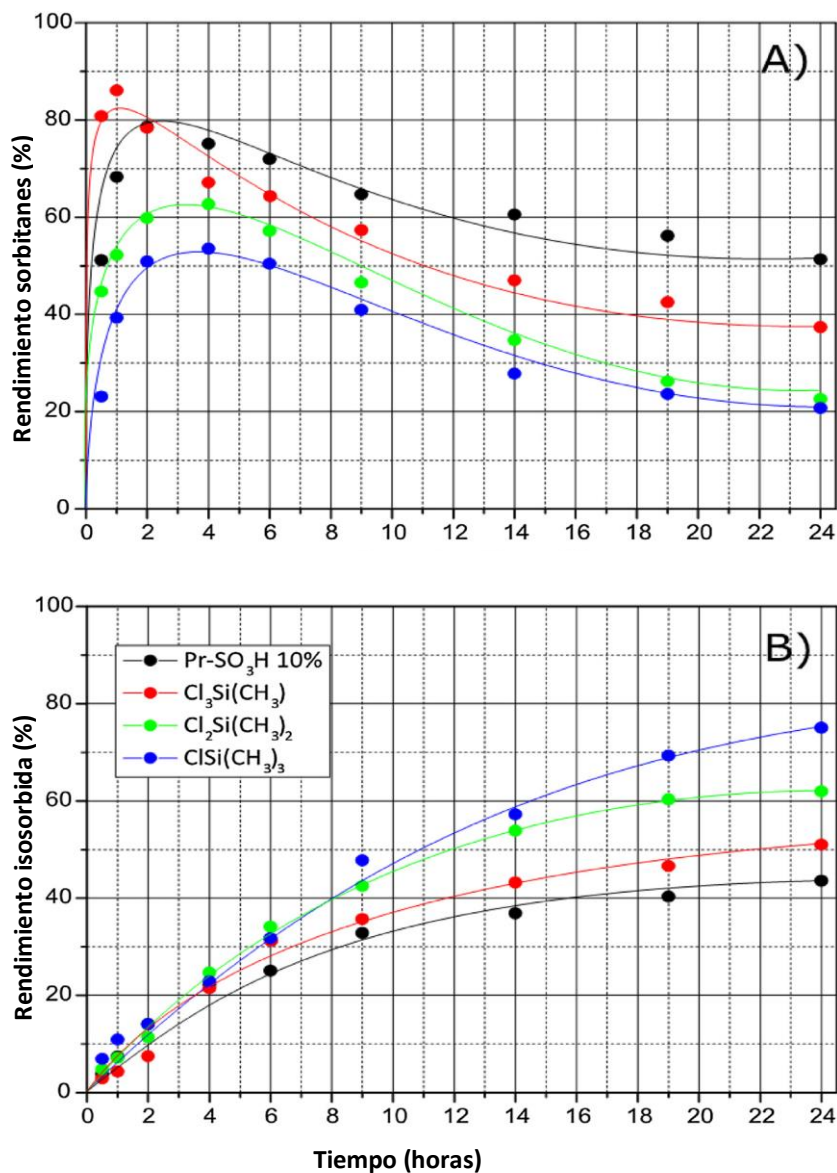 A)
Rendimiento sorbitanes (%)
100
80
60
40
20
0
0 2 4 6 8 10 12 14 16 18 20 22 24
B)
Rendimiento isosorbida (%)
100
80
60
40
20
0
Pr-SO₃H 10%
Cl₃Si(CH₃)
Cl₂Si(CH₃)₂
ClSi(CH₃)₃
0 2 4 6 8 10 12 14 16 18 20 22 24
Tiempo (horas)